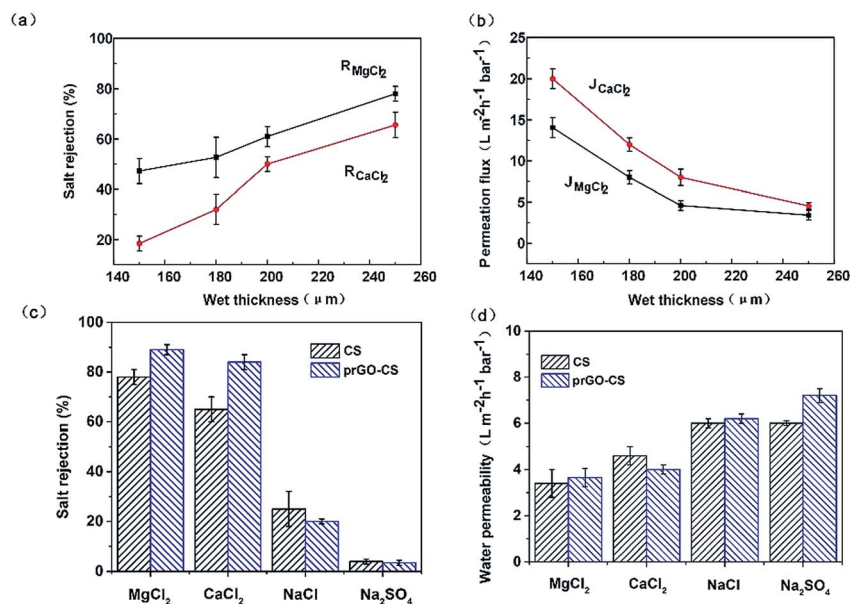 (a)
Salt rejection (%)
100
80
60
40
20
R_MgCl2
R_CaCl2
140 160 180 200 220 240 260
Wet thickness (μm)
(b)
Permeation flux (L m-2h-1 bar-1)
25
20
15
10
5
0
J_CaCl2
J_MgCl2
140 160 180 200 220 240 260
Wet thickness (μm)
(c)
Salt rejection (%)
100
80
60
40
20
0
CS
prGO-CS
MgCl2 CaCl2 NaCl Na2SO4
(d)
Water permeability (L m-2h-1 bar-1)
10
8
6
4
2
0
CS
prGO-CS
MgCl2 CaCl2 NaCl Na2SO4